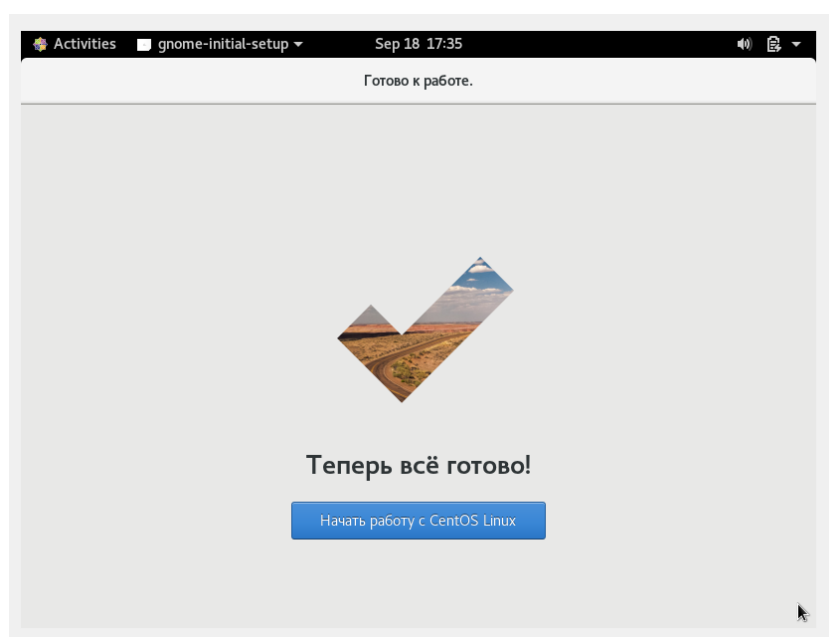 Activities gnome-initial-setup Sep 18 17:35
Готово к работе.
Теперь всё готово!
Начать работу с CentOS Linux